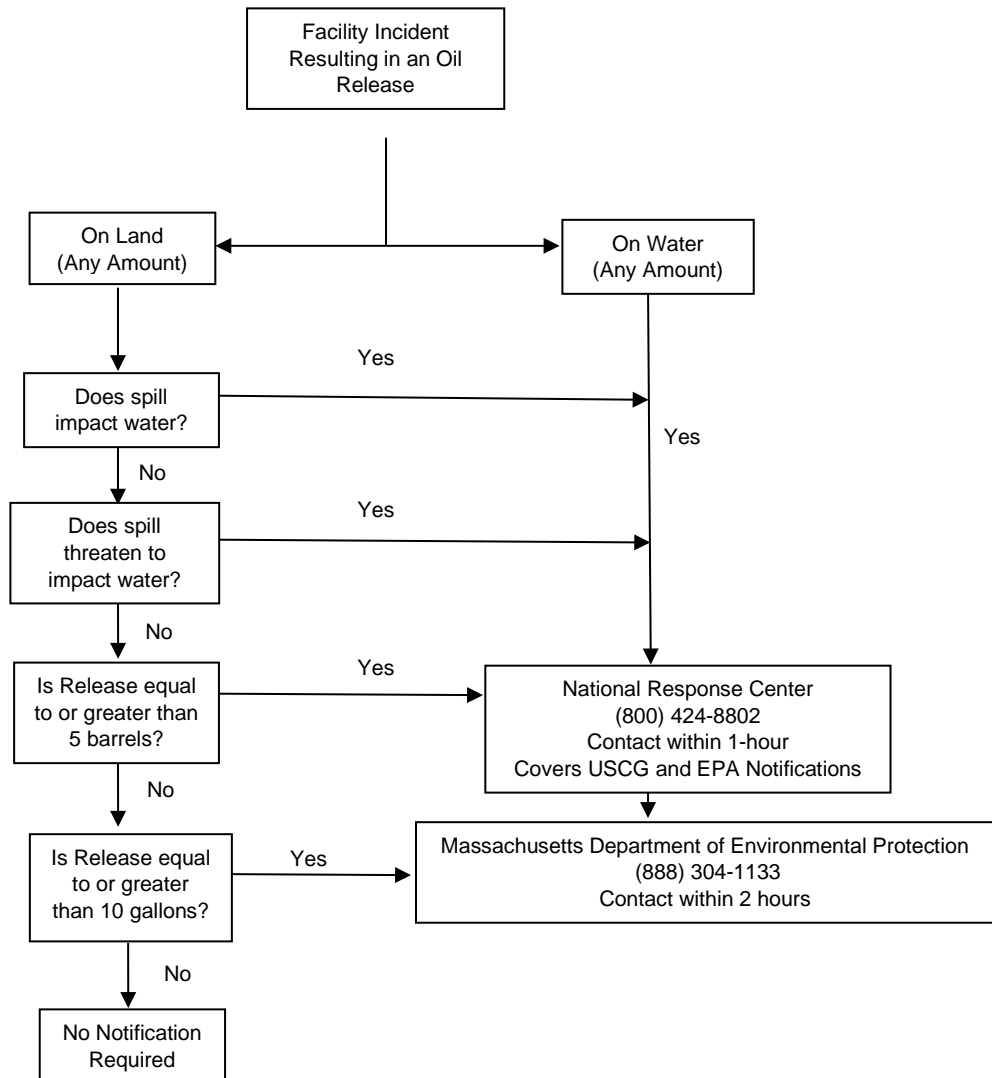 Facility Incident
Resulting in an Oil
Release
On Land
(Any Amount)
On Water
(Any Amount)
Yes
Does spill
impact water?
Yes
No
Yes
Does spill
threaten to
impact water?
No
Yes
Is Release equal
to or greater than
5 barrels?
National Response Center
(800) 424-8802
Contact within 1-hour
Covers USCG and EPA Notifications
No
Is Release equal
to or greater
than 10 gallons?
Yes
Massachusetts Department of Environmental Protection
(888) 304-1133
Contact within 2 hours
No
No Notification
Required